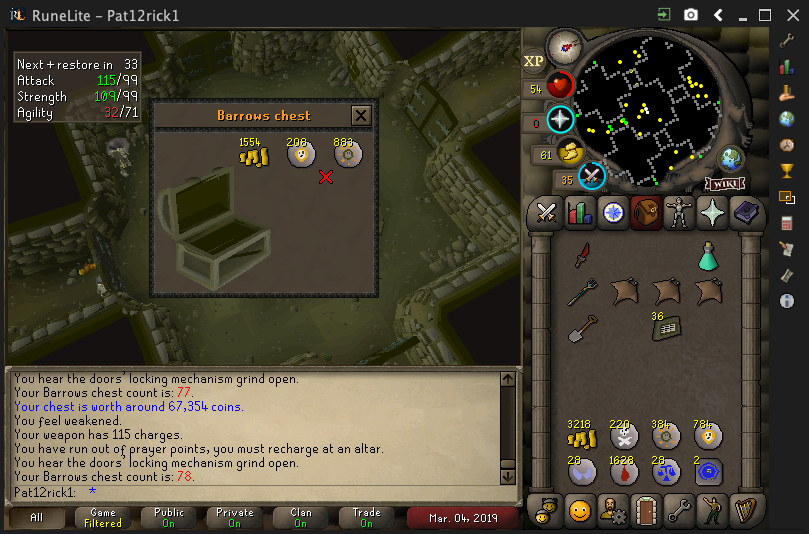 RuneLite - Pat12rick1
Next + restore in 33
Attack 115/99
Strength 109/99
Agility 32/71
Barrows chest
1554 208 883
XP
54
0
61
35
WIKI
36
3218 220 384 784
28 1628 28 2
You hear the doors' locking mechanism grind open.
Your Barrows chest count is: 77.
Your chest is worth around 67,354 coins.
You feel weakened.
Your weapon has 115 charges.
You have run out of prayer points, you must recharge at an altar.
You hear the doors' locking mechanism grind open.
Your Barrows chest count is: 78.
Pat12rick1: *
All
Game
Filtered
Public
On
Private
On
Clan
On
Trade
On
Mar. 04, 2019